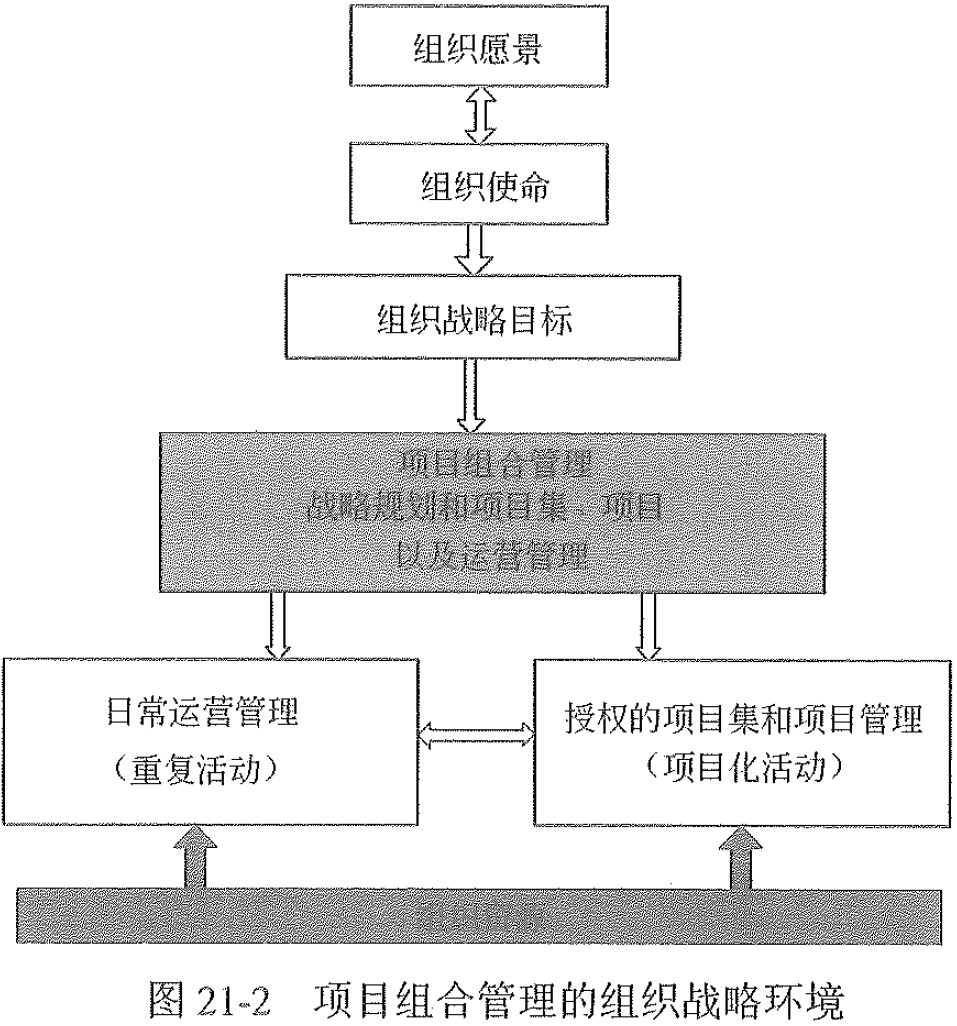 组织愿景
组织使命
组织战略目标
项目组合管理
战略规划和项目集、项目
以及运营管理
日常运营管理
（重复活动）
授权的项目集和项目管理
（项目化活动）
图 21-2 项目组合管理的组织战略环境